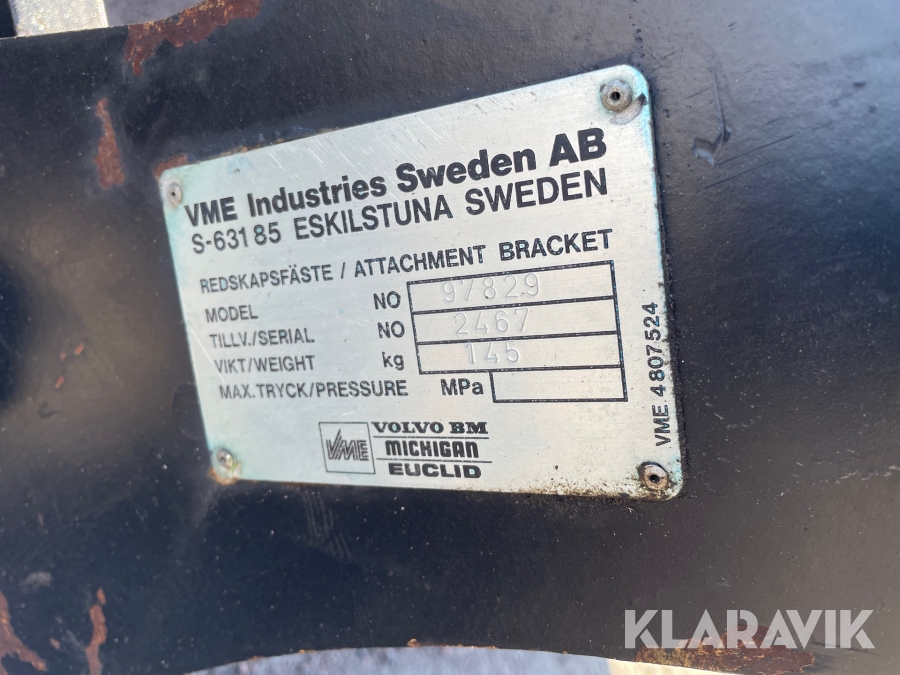 VME Industries Sweden AB
S-631 85 ESKILSTUNA SWEDEN
REDSKAPSFÄSTE / ATTACHMENT BRACKET
MODEL NO 97829
TILLV./SERIAL NO 2467
VIKT/WEIGHT kg 145
MAX. TRYCK/PRESSURE MPa
VME 4807524
VME
VOLVO BM
MICHIGAN
EUCLID
KLARAVIK